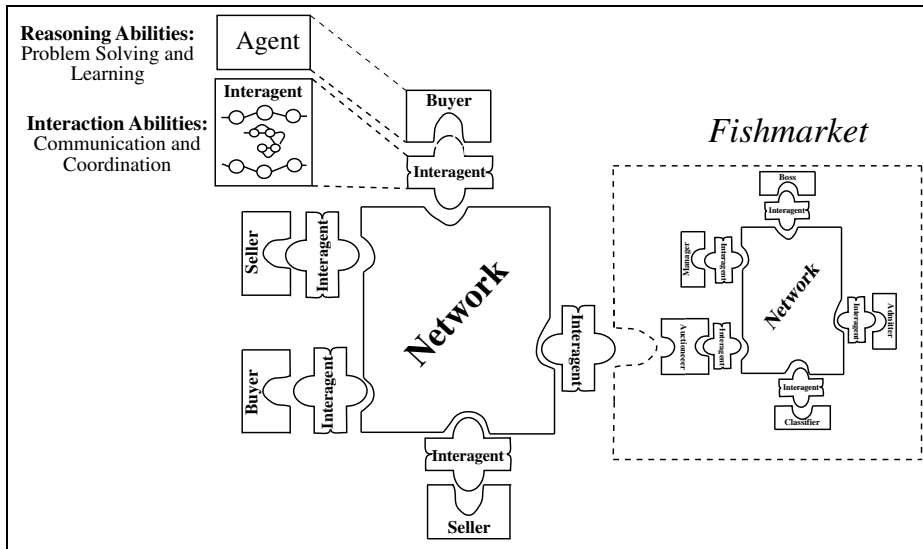 Reasoning Abilities:
Problem Solving and
Learning
Agent
Interaction Abilities:
Communication and
Coordination
Interagent
Buyer
Interagent
Seller
Interagent
Network
Buyer
Interagent
Interagent
Interagent
Seller
Fishmarket
Boss
Interagent
Manager
Interagent
Network
Interagent
Admitter
Auctioneer
Interagent
Interagent
Classifier